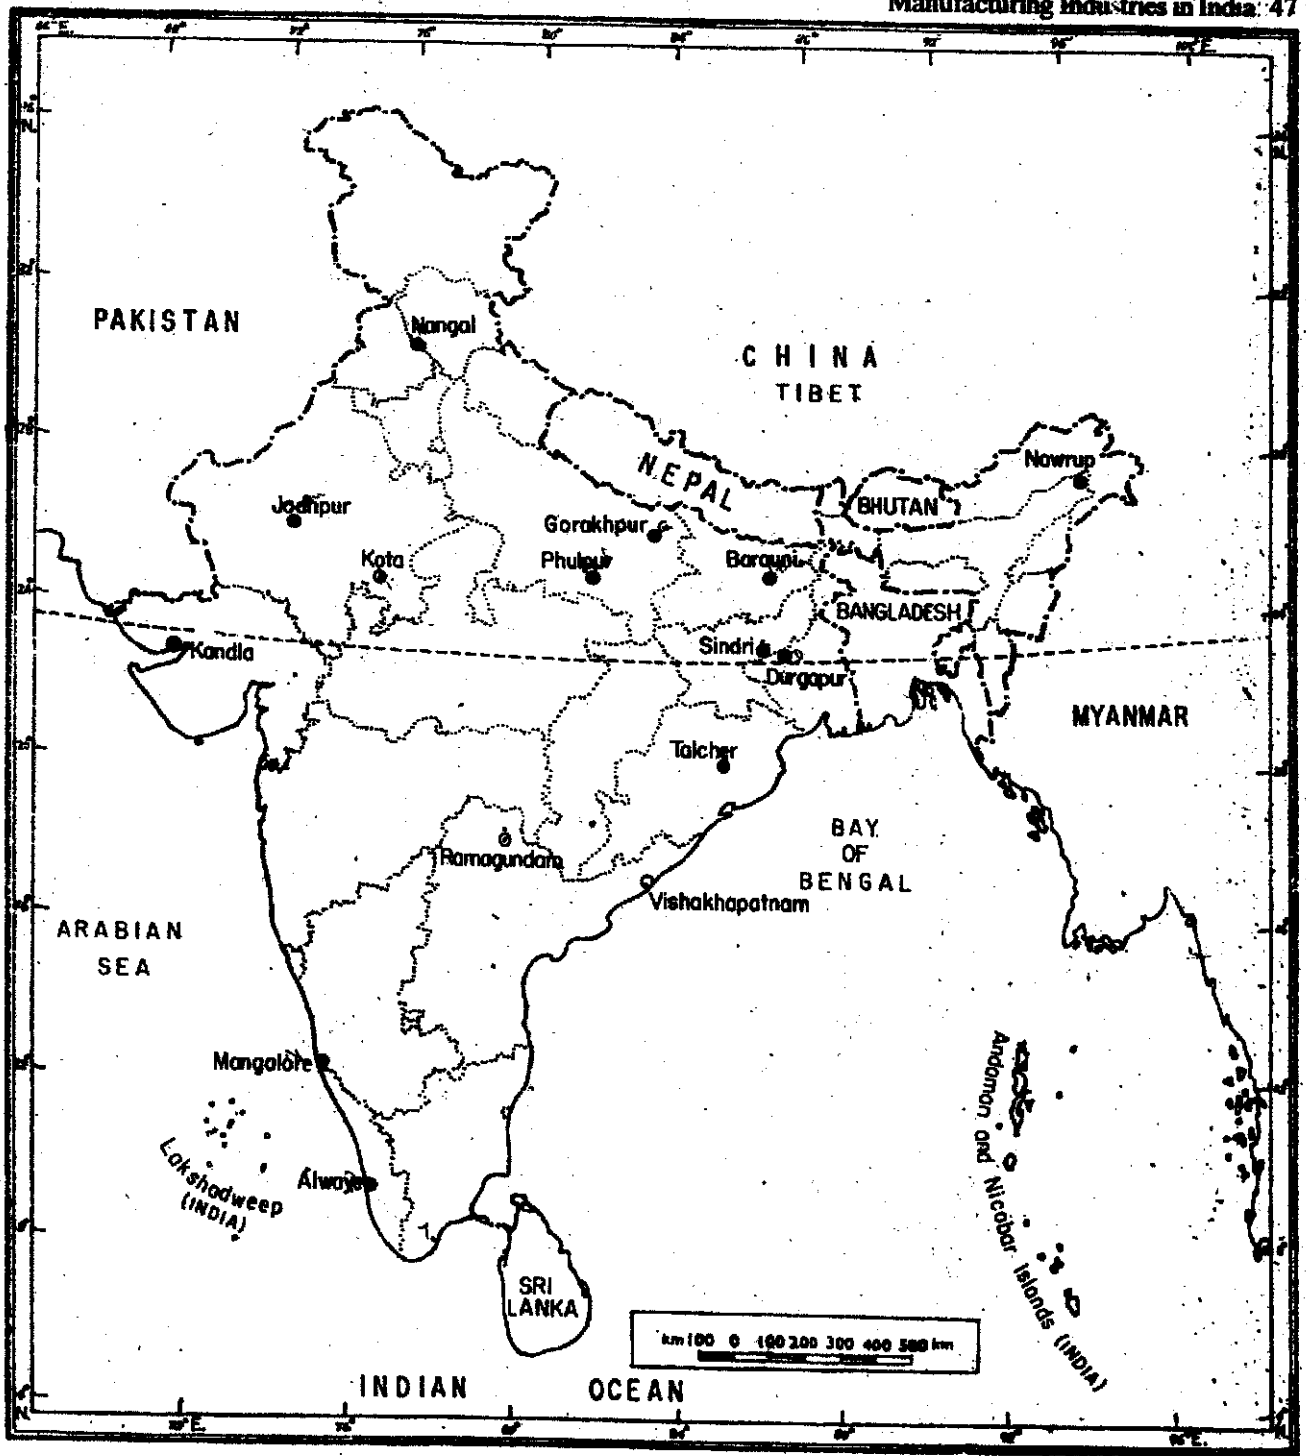 Manufacturing Industries in India 47
PAKISTAN
Nangal
CHINA
TIBET
NEPAL
Nowrup
BHUTAN
Jodhpur
Gorakhpur
Kota
Phulpur
Barauni
BANGLADESH
Kandla
Sindri
Durgapur
MYANMAR
Talcher
BAY
OF
BENGAL
Ramagundam
Vishakhapatnam
ARABIAN
SEA
Mangalore
Andaman and Nicobar Islands (INDIA)
Lakshadweep
(INDIA)
Alwaye
SRI
LANKA
km 100 0 100 200 300 400 500 km
INDIAN OCEAN